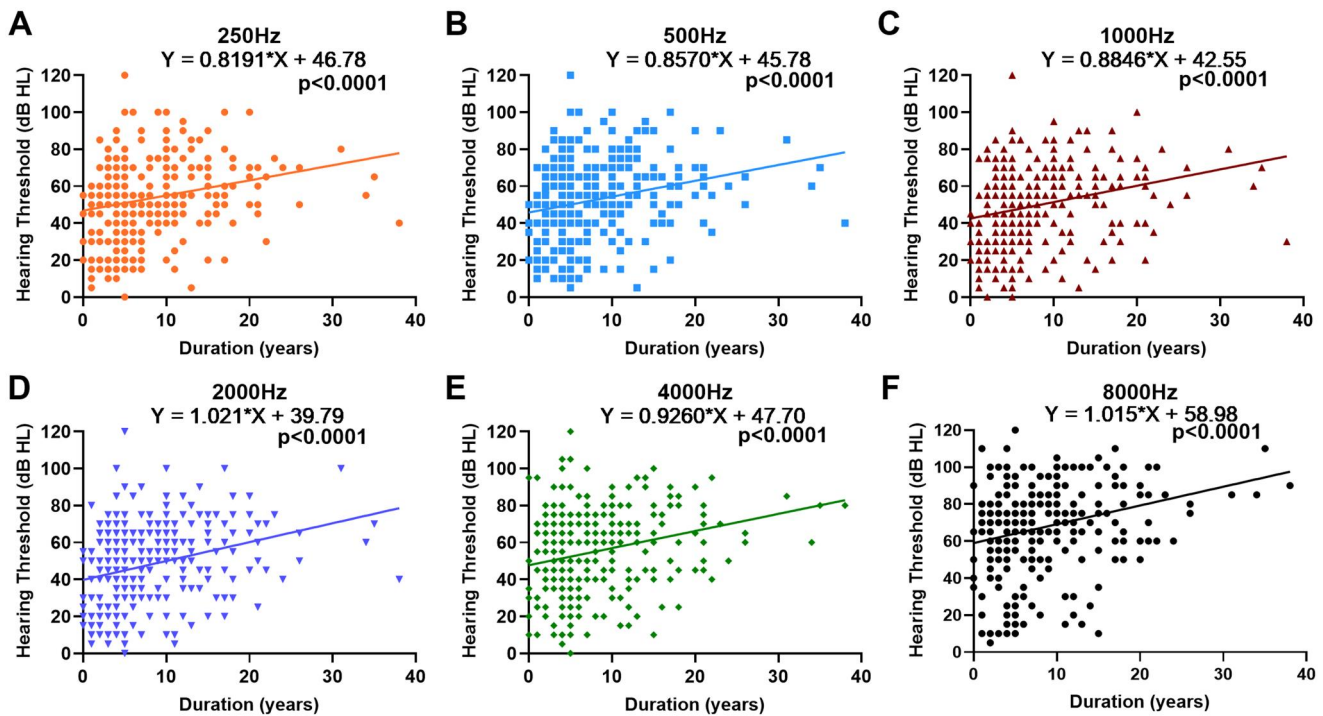 A
250Hz
Y = 0.8191*X + 46.78
p<0.0001
Hearing Threshold (dB HL)
120
100
80
60
40
20
0
0 10 20 30 40
Duration (years)
B
500Hz
Y = 0.8570*X + 45.78
p<0.0001
Hearing Threshold (dB HL)
120
100
80
60
40
20
0
0 10 20 30 40
Duration (years)
C
1000Hz
Y = 0.8846*X + 42.55
p<0.0001
Hearing Threshold (dB HL)
120
100
80
60
40
20
0
0 10 20 30 40
Duration (years)
D
2000Hz
Y = 1.021*X + 39.79
p<0.0001
Hearing Threshold (dB HL)
120
100
80
60
40
20
0
0 10 20 30 40
Duration (years)
E
4000Hz
Y = 0.9260*X + 47.70
p<0.0001
Hearing Threshold (dB HL)
120
100
80
60
40
20
0
0 10 20 30 40
Duration (years)
F
8000Hz
Y = 1.015*X + 58.98
p<0.0001
Hearing Threshold (dB HL)
120
100
80
60
40
20
0
0 10 20 30 40
Duration (years)